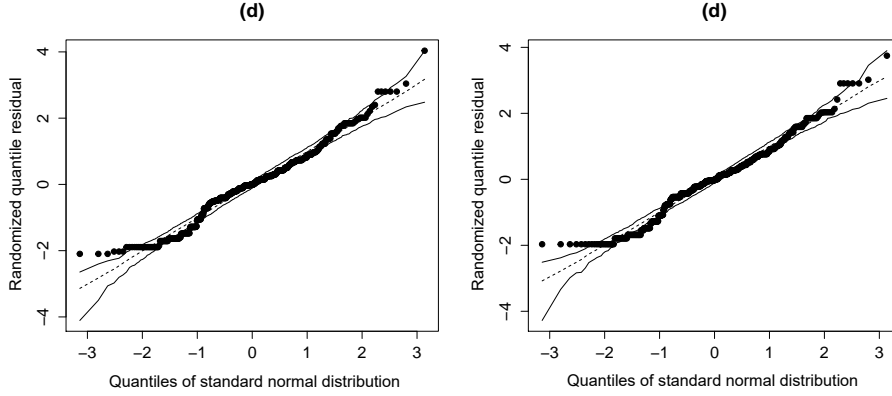 (d)
Randomized quantile residual
4
2
0
−2
−4
−3 −2 −1 0 1 2 3
Quantiles of standard normal distribution
(d)
Randomized quantile residual
4
2
0
−2
−4
−3 −2 −1 0 1 2 3
Quantiles of standard normal distribution